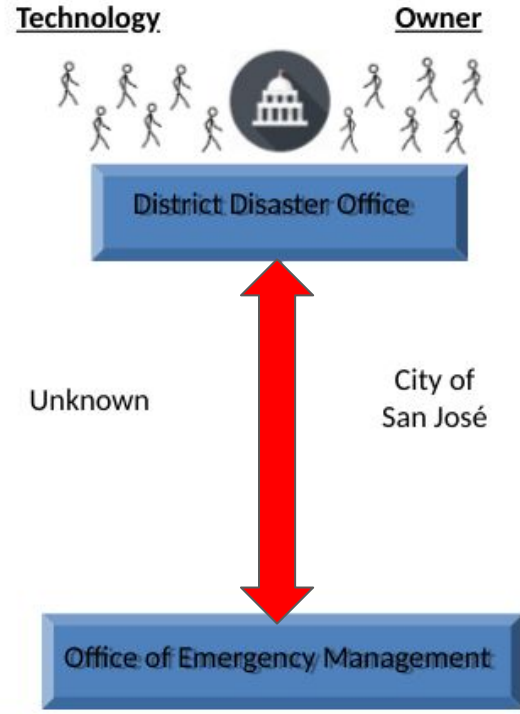 Technology
Owner
District Disaster Office
Unknown
City of
San José
Office of Emergency Management